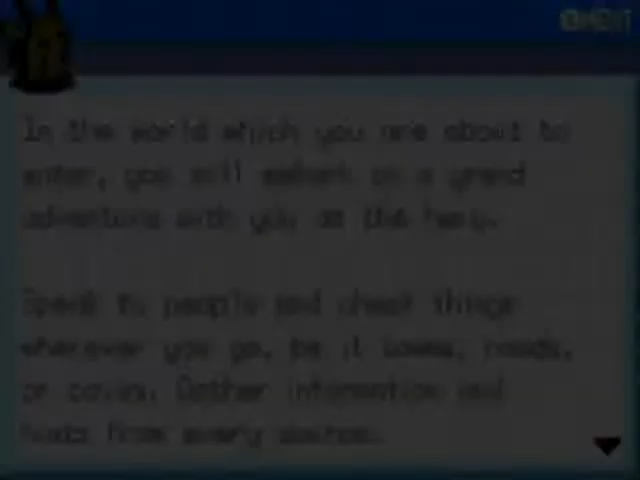 In the world which you are about to
enter, you will embark on a grand
adventure with you as the hero.
Speak to people and check things
wherever you go, be it towns, roads,
or caves. Gather information and
hints from every source.